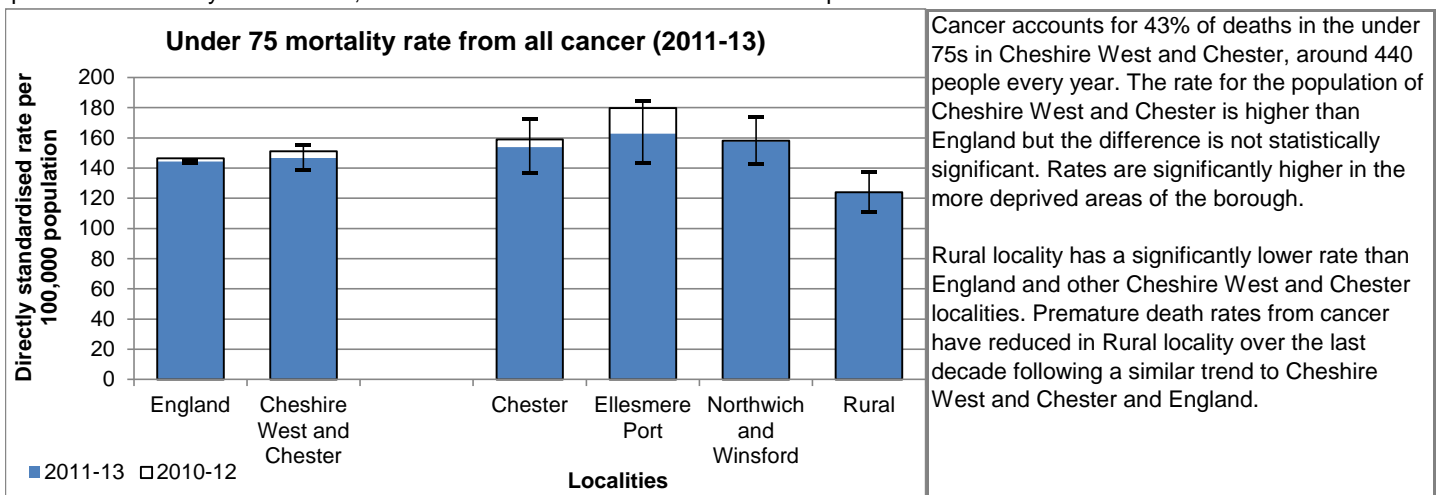 Under 75 mortality rate from all cancer (2011-13)
Directly standardised rate per
100,000 population
200
180
160
140
120
100
80
60
40
20
0
England
Cheshire
West and
Chester
Chester
Ellesmere
Port
Northwich
and
Winsford
Rural
Localities
2011-13
2010-12
Cancer accounts for 43% of deaths in the under
75s in Cheshire West and Chester, around 440
people every year. The rate for the population of
Cheshire West and Chester is higher than
England but the difference is not statistically
significant. Rates are significantly higher in the
more deprived areas of the borough.
Rural locality has a significantly lower rate than
England and other Cheshire West and Chester
localities. Premature death rates from cancer
have reduced in Rural locality over the last
decade following a similar trend to Cheshire
West and Chester and England.